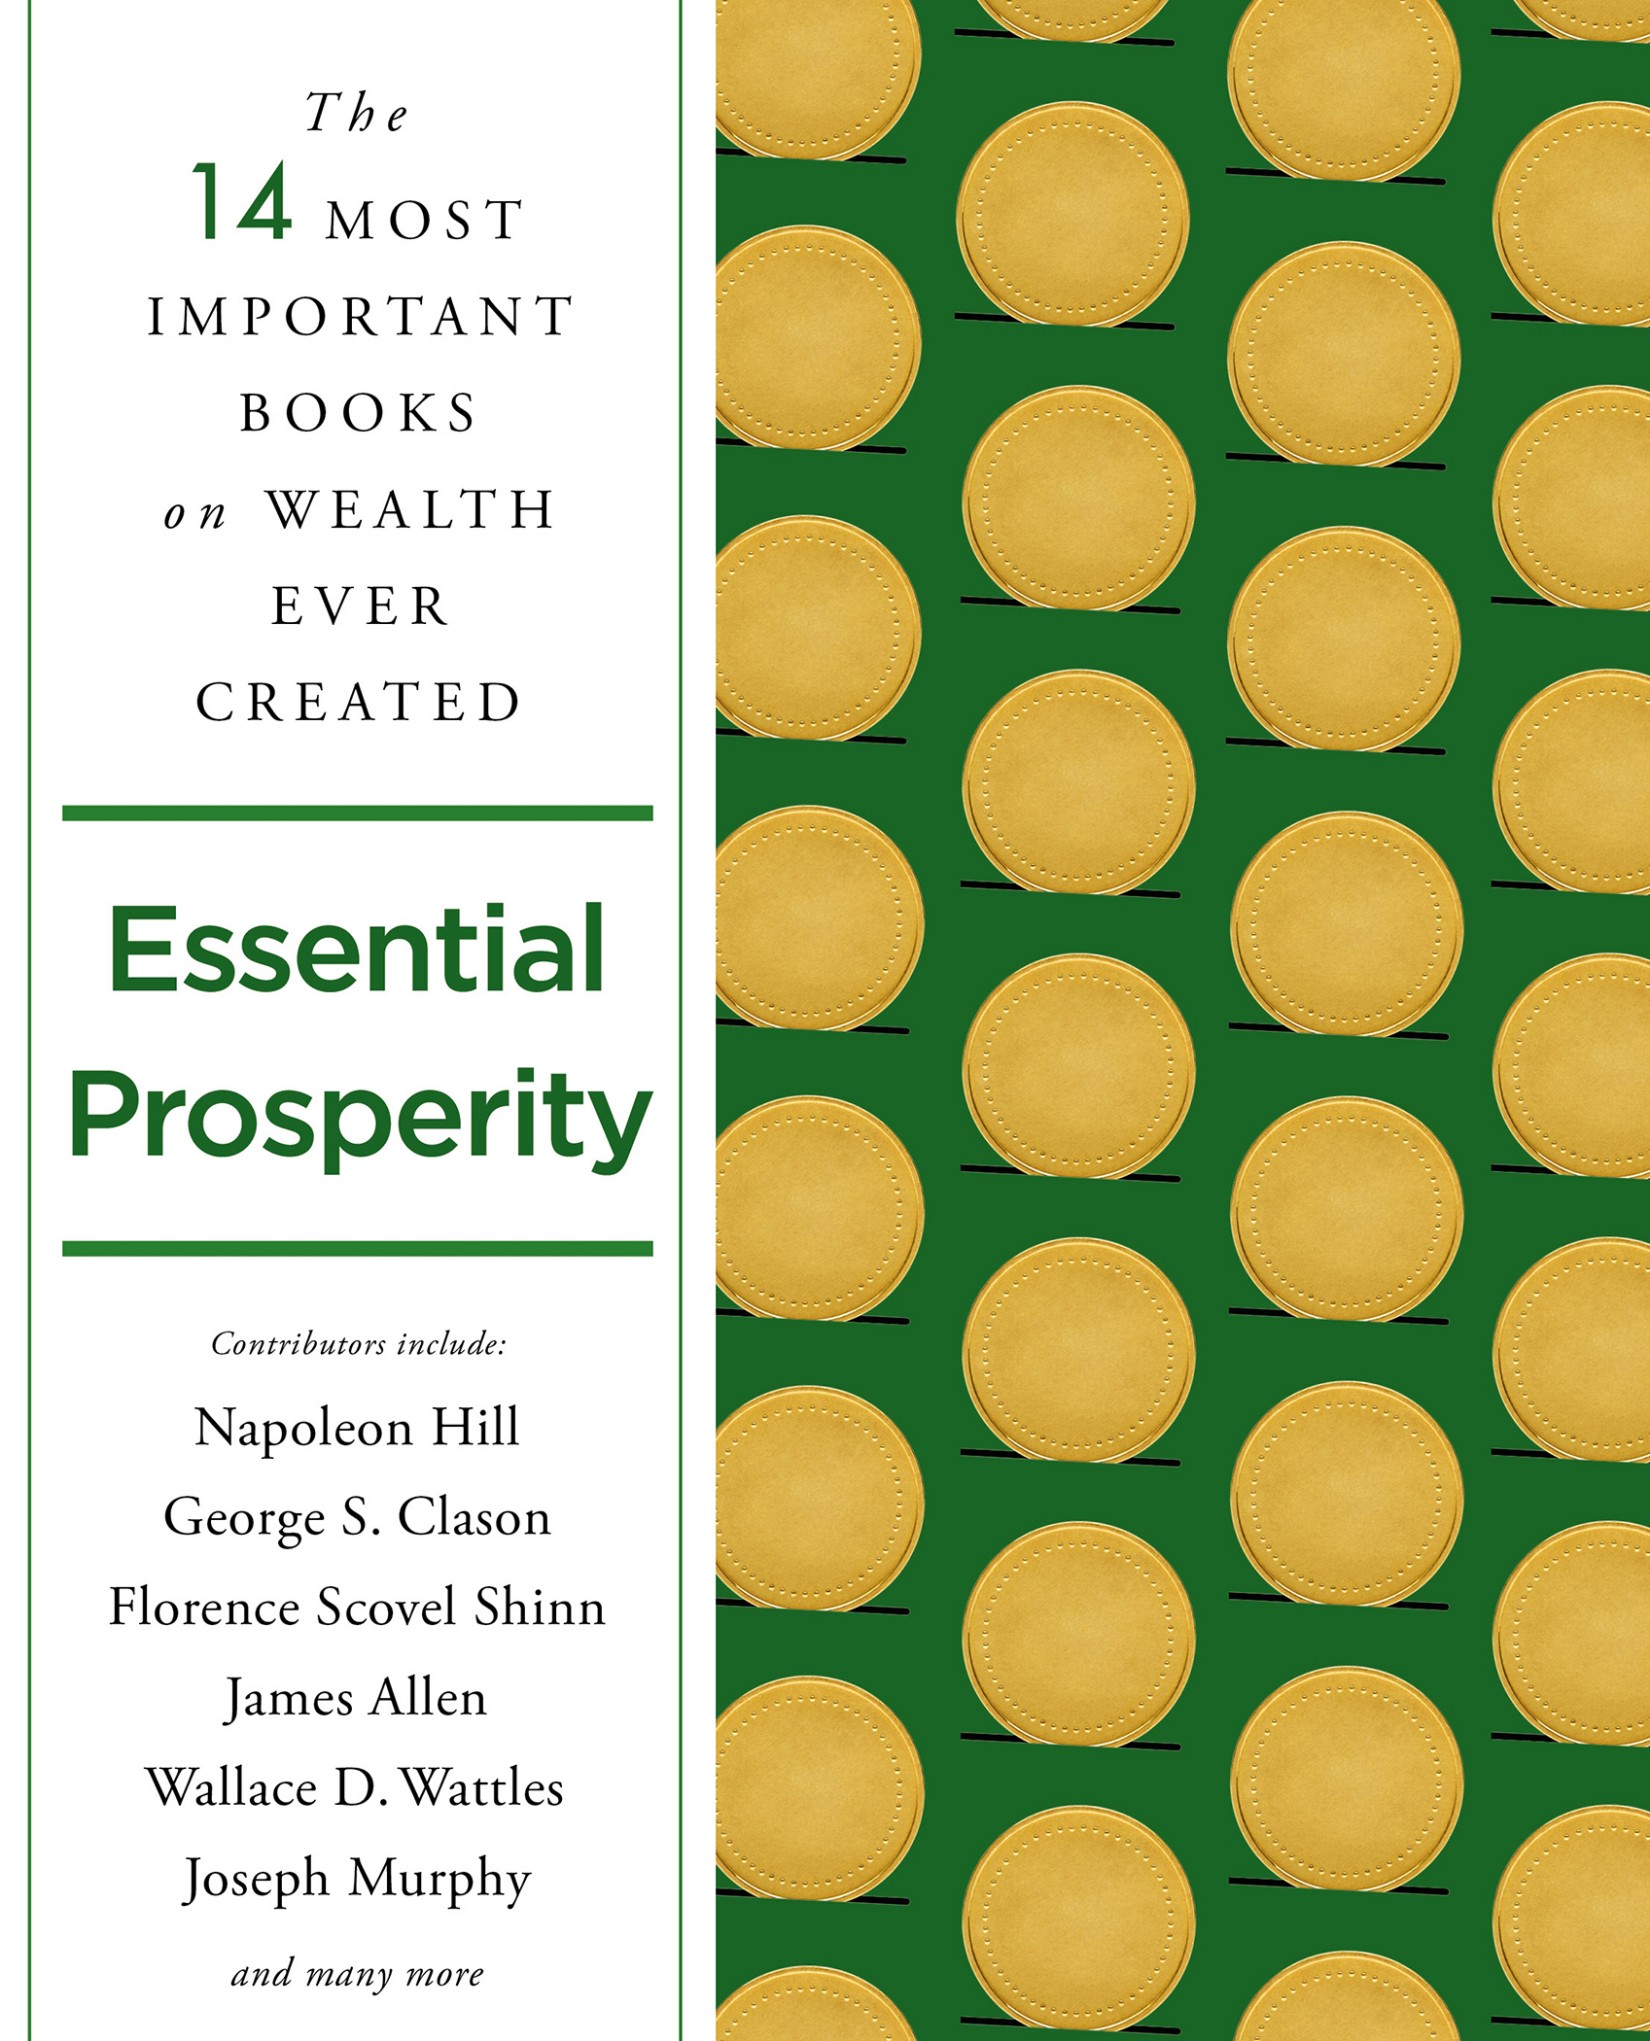 The
14 MOST
IMPORTANT
BOOKS
on WEALTH
EVER
CREATED
Essential
Prosperity
Contributors include:
Napoleon Hill
George S. Clason
Florence Scovel Shinn
James Allen
Wallace D. Wattles
Joseph Murphy
and many more